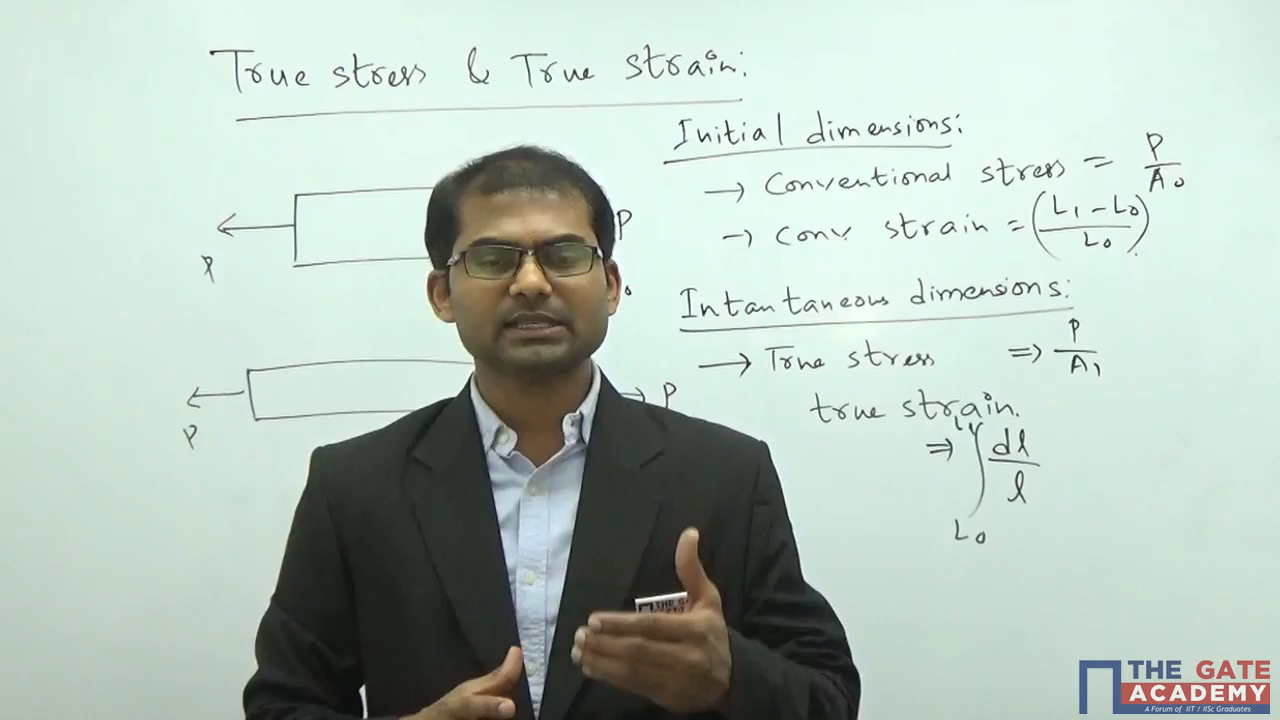 True stress & True strain:
Initial dimensions:
→ Conventional stress = P/A₀
→ Conv strain = (L₁ - L₀ / L₀)
Intantaneous dimensions:
→ True stress ⇒ P/A₁
true strain.
⇒ ∫ dl/l
L₀
P
P
P
P
THE GATE
ACADEMY
A Forum of IIT / IISc Graduates